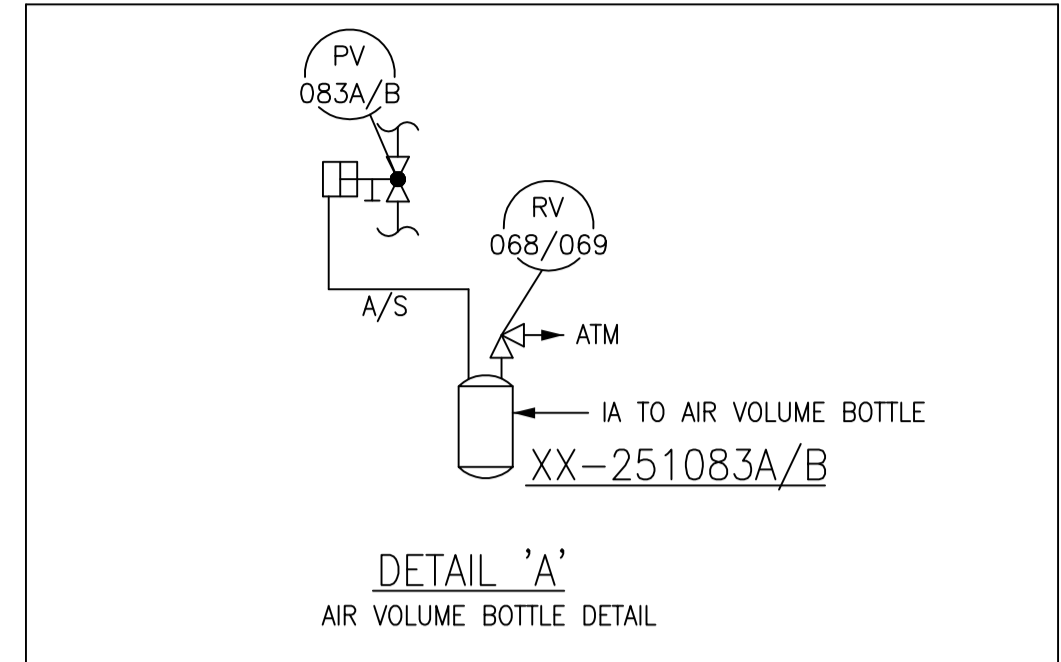 PV
083A/B
RV
068/069
A/S
ATM
IA TO AIR VOLUME BOTTLE
XX-251083A/B
DETAIL 'A'
AIR VOLUME BOTTLE DETAIL